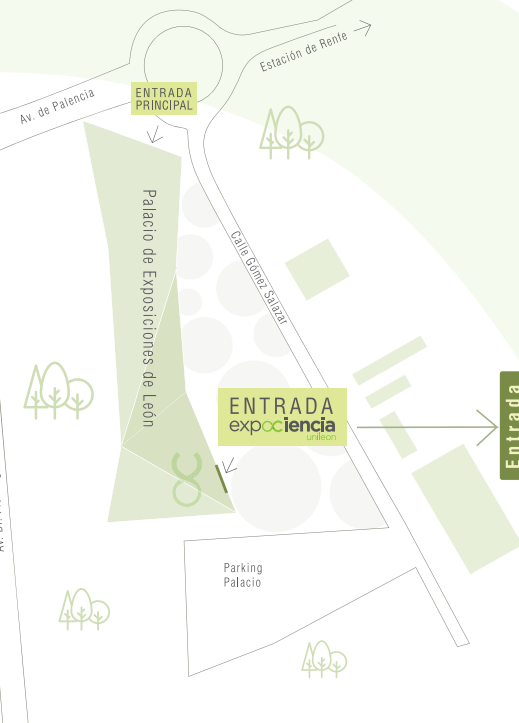 Estación de Renfe
Av. de Palencia
ENTRADA
PRINCIPAL
Palacio de Exposiciones de León
Calle Gómez Salazar
ENTRADA
expociencia
unileon
Entrada
Parking
Palacio